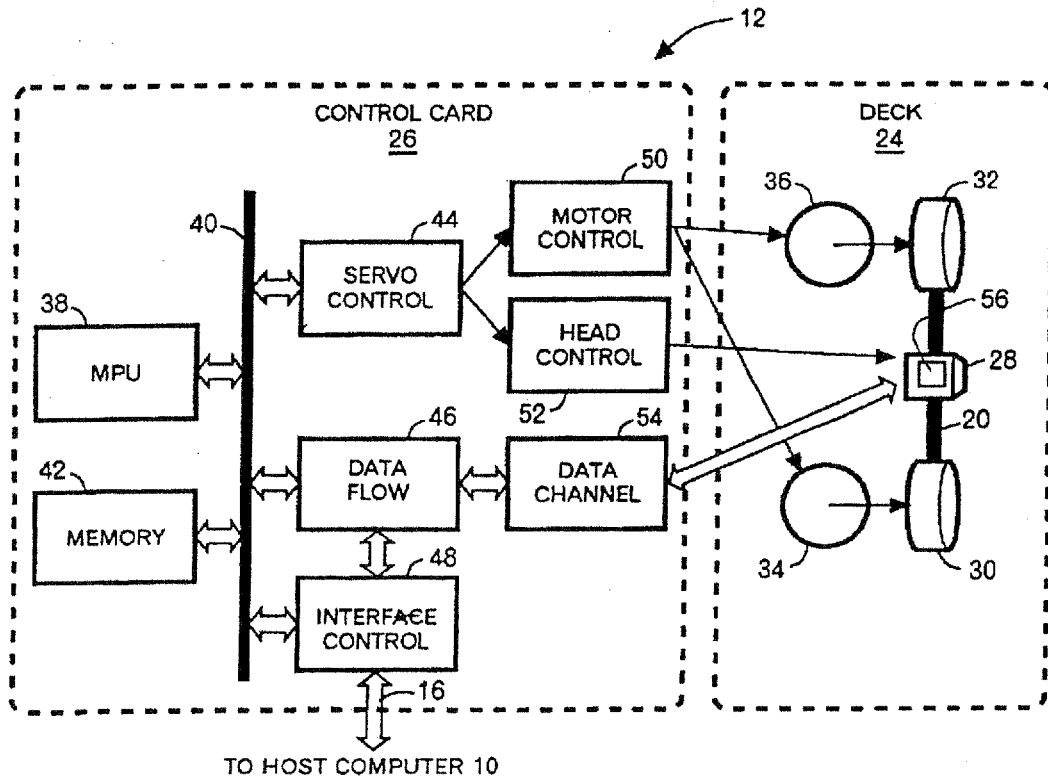 12
CONTROL CARD
26
DECK
24
50
MOTOR
CONTROL
36
32
40
44
SERVO
CONTROL
38
MPU
HEAD
CONTROL
52
56
28
20
46
DATA
FLOW
54
DATA
CHANNEL
42
MEMORY
34
30
48
INTERFACE
CONTROL
16
TO HOST COMPUTER 10